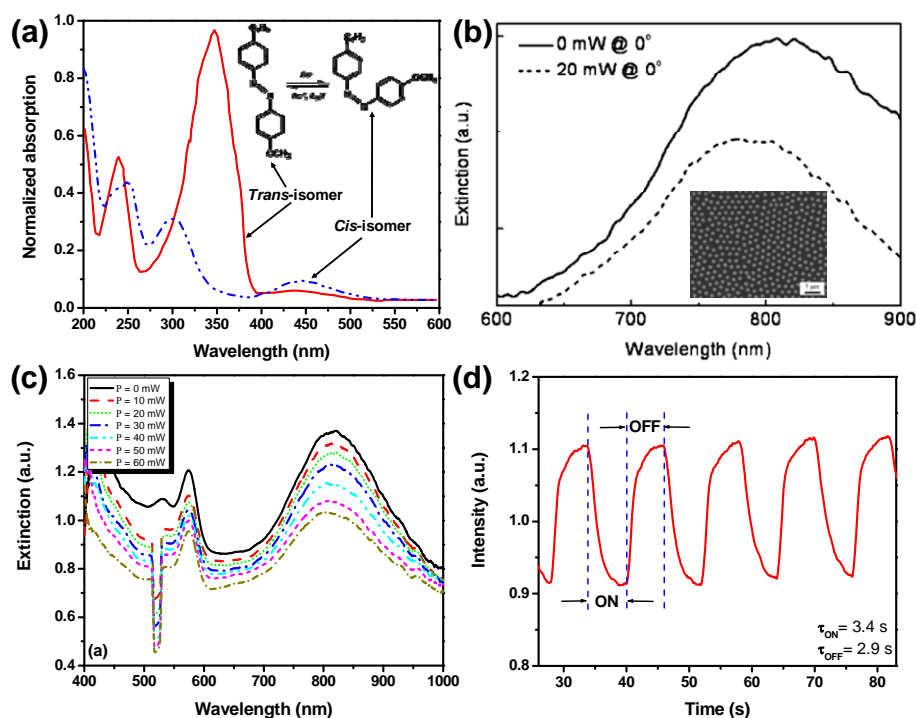 (a)
1.0
0.8
0.6
0.4
0.2
0.0
Normalized absorption
200 250 300 350 400 450 500 550 600
Wavelength (nm)
OCH₃
Trans-isomer
Cis-isomer
(b)
0 mW @ 0°
20 mW @ 0°
Extinction (a.u.)
1 μm
600 700 800 900
Wavelength (nm)
(c)
1.6
1.4
1.2
1.0
0.8
0.6
0.4
Extinction (a.u.)
P = 0 mW
P = 10 mW
P = 20 mW
P = 30 mW
P = 40 mW
P = 50 mW
P = 60 mW
(a)
400 500 600 700 800 900 1000
Wavelength (nm)
(d)
1.2
1.1
1.0
0.9
0.8
Intensity (a.u.)
OFF
ON
τON= 3.4 s
τOFF= 2.9 s
30 40 50 60 70 80
Time (s)